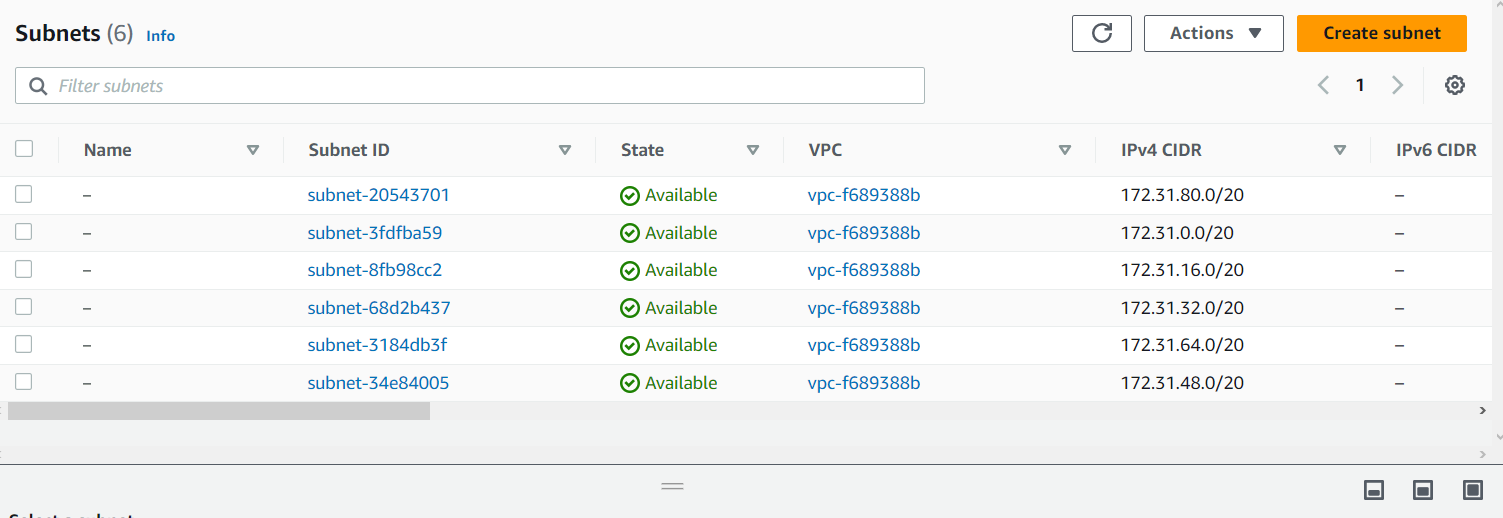 Subnets (6) Info
Actions Create subnet
Filter subnets
1
Name Subnet ID State VPC IPv4 CIDR IPv6 CIDR
– subnet-20543701 Available vpc-f689388b 172.31.80.0/20 –
– subnet-3fdfba59 Available vpc-f689388b 172.31.0.0/20 –
– subnet-8fb98cc2 Available vpc-f689388b 172.31.16.0/20 –
– subnet-68d2b437 Available vpc-f689388b 172.31.32.0/20 –
– subnet-3184db3f Available vpc-f689388b 172.31.64.0/20 –
– subnet-34e84005 Available vpc-f689388b 172.31.48.0/20 –
Select a subnet